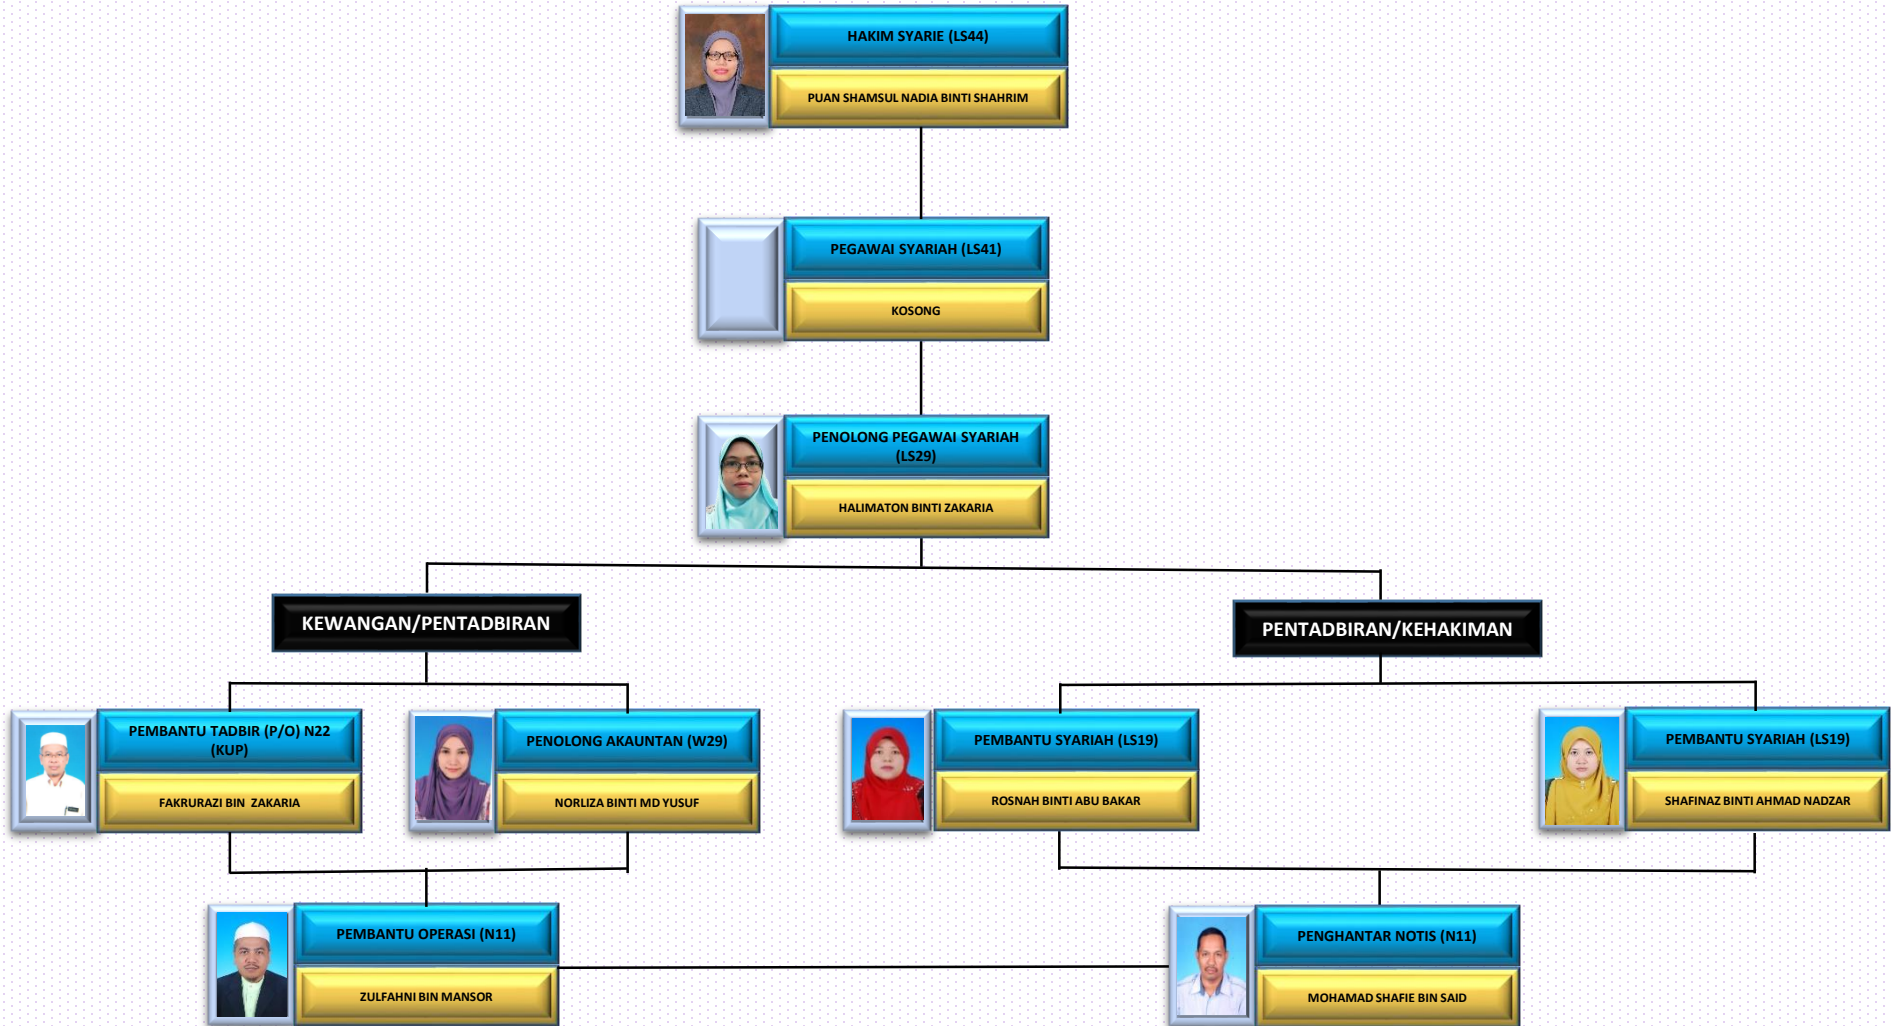 HAKIM SYARIE (LS44)
PUAN SHAMSUL NADIA BINTI SHAHRIM
PEGAWAI SYARIAH (LS41)
KOSONG
PENOLONG PEGAWAI SYARIAH
(LS29)
HALIMATON BINTI ZAKARIA
KEWANGAN/PENTADBIRAN
PENTADBIRAN/KEHAKIMAN
PEMBANTU TADBIR (P/O) N22
(KUP)
FAKRURAZI BIN ZAKARIA
PENOLONG AKAUNTAN (W29)
NORLIZA BINTI MD YUSUF
PEMBANTU SYARIAH (LS19)
ROSNAH BINTI ABU BAKAR
PEMBANTU SYARIAH (LS19)
SHAFINAZ BINTI AHMAD NADZAR
PEMBANTU OPERASI (N11)
ZULFAHNI BIN MANSOR
PENGHANTAR NOTIS (N11)
MOHAMAD SHAFIE BIN SAID